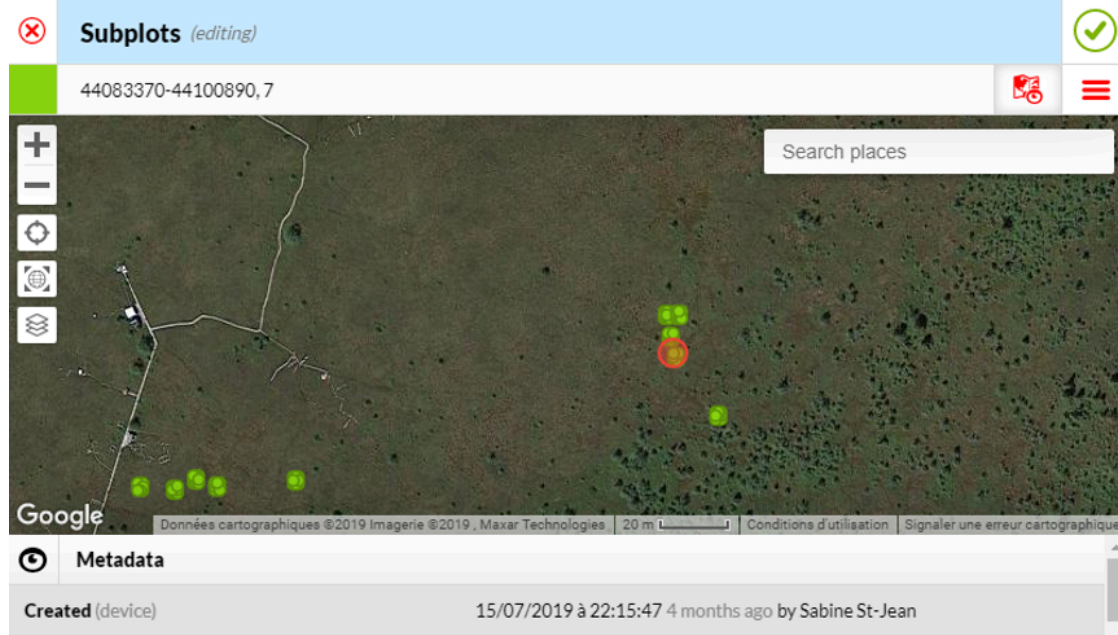 Subplots (editing)
44083370-44100890, 7
Search places
Google
Données cartographiques ©2019 Imagerie ©2019 , Maxar Technologies 20 m Conditions d'utilisation Signaler une erreur cartographique
Metadata
Created (device) 15/07/2019 à 22:15:47 4 months ago by Sabine St-Jean